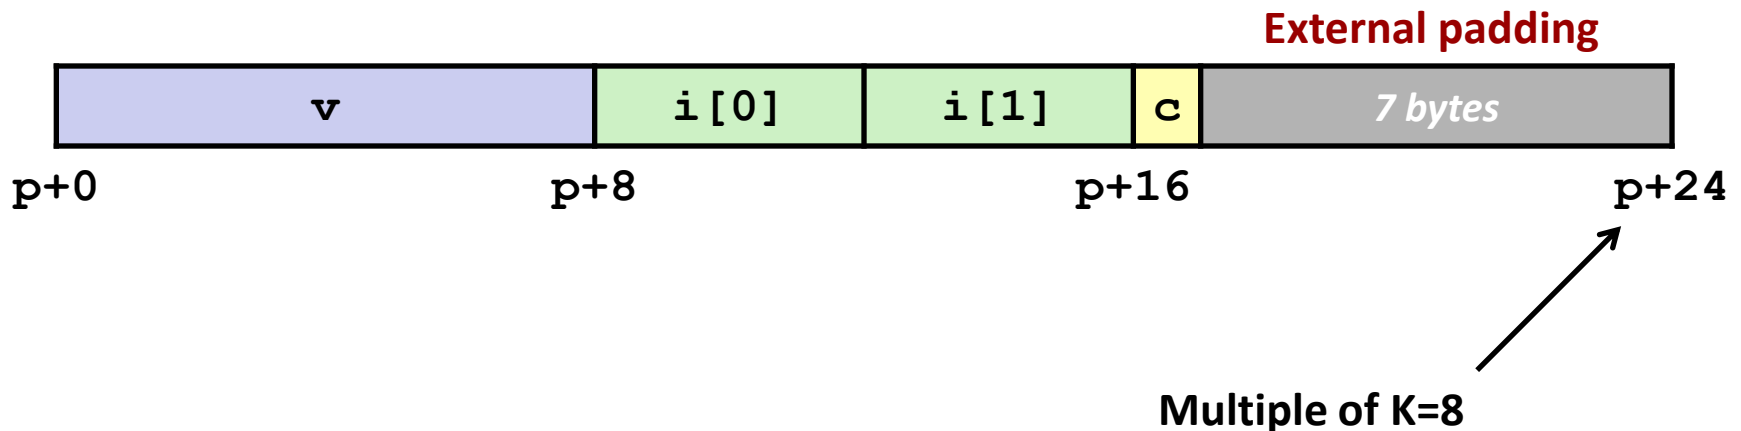 External padding
v i[0] i[1] c 7 bytes
p+0 p+8 p+16 p+24
Multiple of K=8